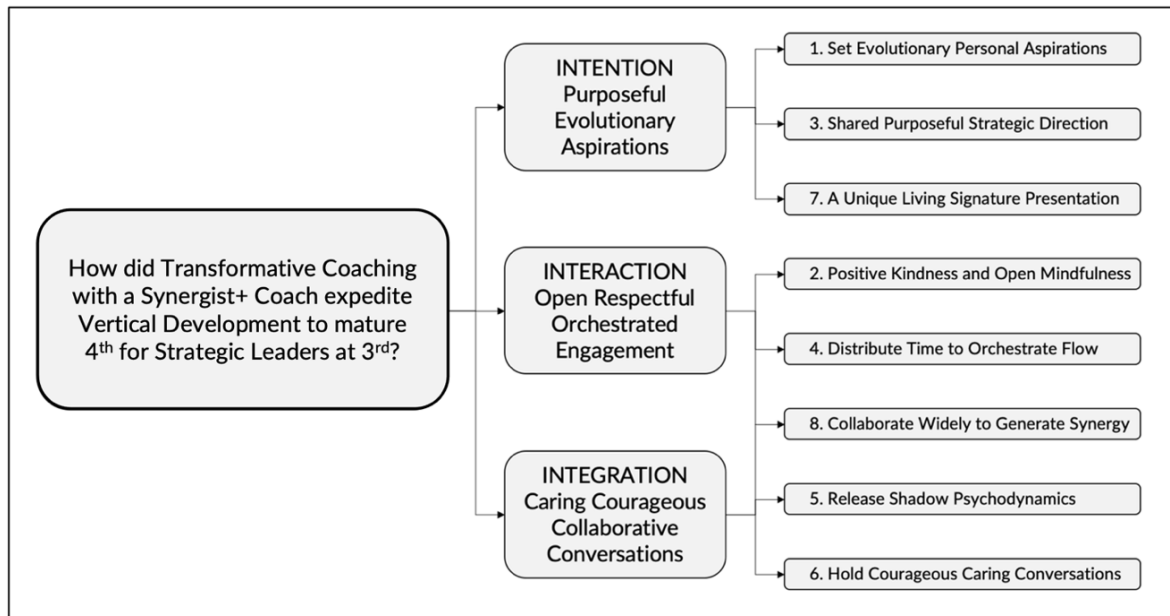 How did Transformative Coaching
with a Synergist+ Coach expedite
Vertical Development to mature
4th for Strategic Leaders at 3rd?
INTENTION
Purposeful
Evolutionary
Aspirations
1. Set Evolutionary Personal Aspirations
3. Shared Purposeful Strategic Direction
7. A Unique Living Signature Presentation
INTERACTION
Open Respectful
Orchestrated
Engagement
2. Positive Kindness and Open Mindfulness
4. Distribute Time to Orchestrate Flow
8. Collaborate Widely to Generate Synergy
INTEGRATION
Caring Courageous
Collaborative
Conversations
5. Release Shadow Psychodynamics
6. Hold Courageous Caring Conversations